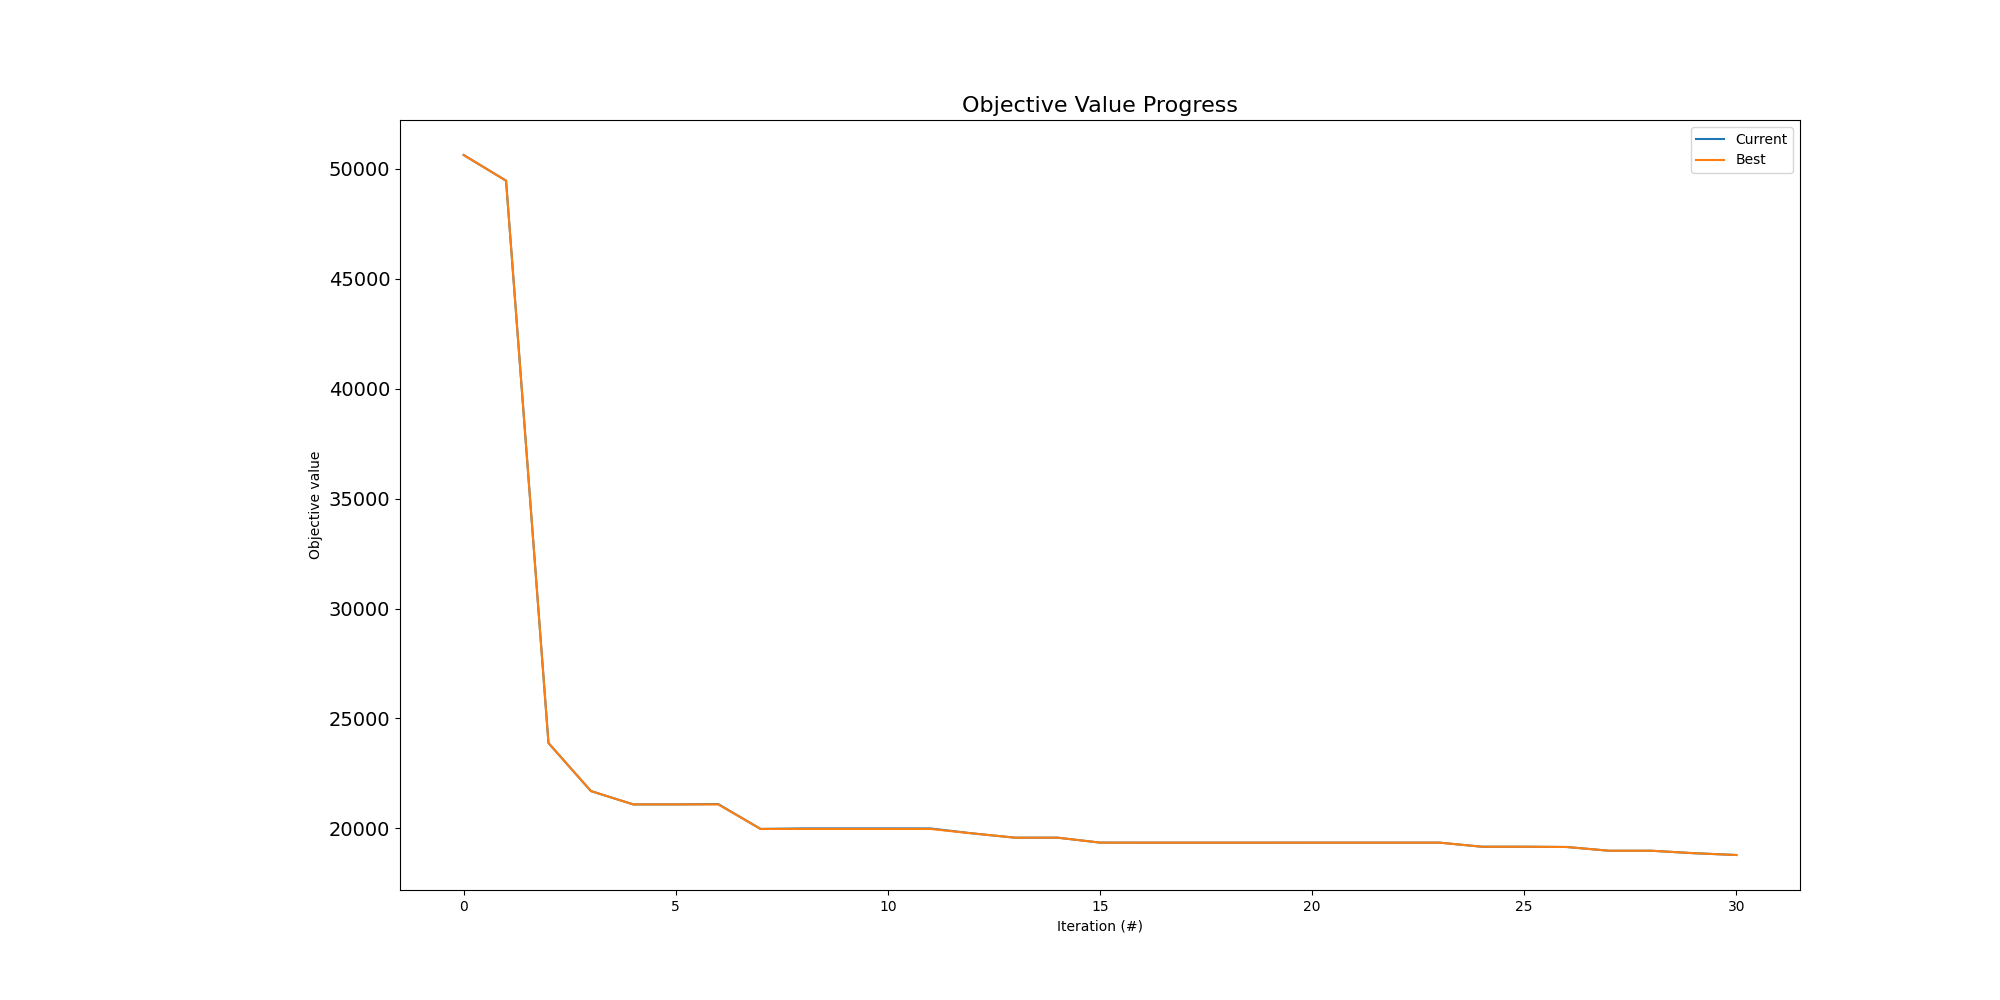 Objective Value Progress
Current
Best
50000
45000
40000
35000
30000
25000
20000
Objective value
0 5 10 15 20 25 30
Iteration (#)